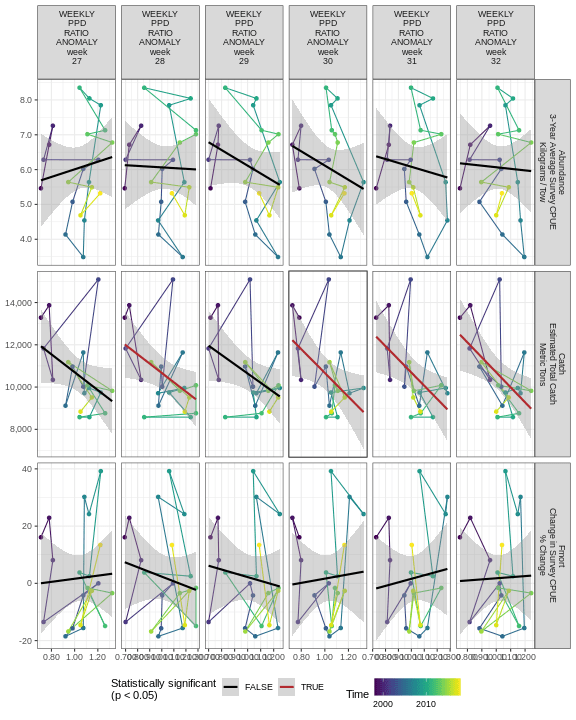 WEEKLY PPD RATIO ANOMALY week 27
WEEKLY PPD RATIO ANOMALY week 28
WEEKLY PPD RATIO ANOMALY week 29
WEEKLY PPD RATIO ANOMALY week 30
WEEKLY PPD RATIO ANOMALY week 31
WEEKLY PPD RATIO ANOMALY week 32
8.0
7.0
6.0
5.0
4.0
Abundance
3-Year Average Survey CPUE
Kilograms / Tow
14,000
12,000
10,000
8,000
Catch
Estimated Total Catch
Metric Tons
40
20
0
-20
Fmort
Change in Survey CPUE
% Change
0.80 1.00 1.20
0.80 1.00
Statistically significant
(p < 0.05)
FALSE
TRUE
Time
2000 2010